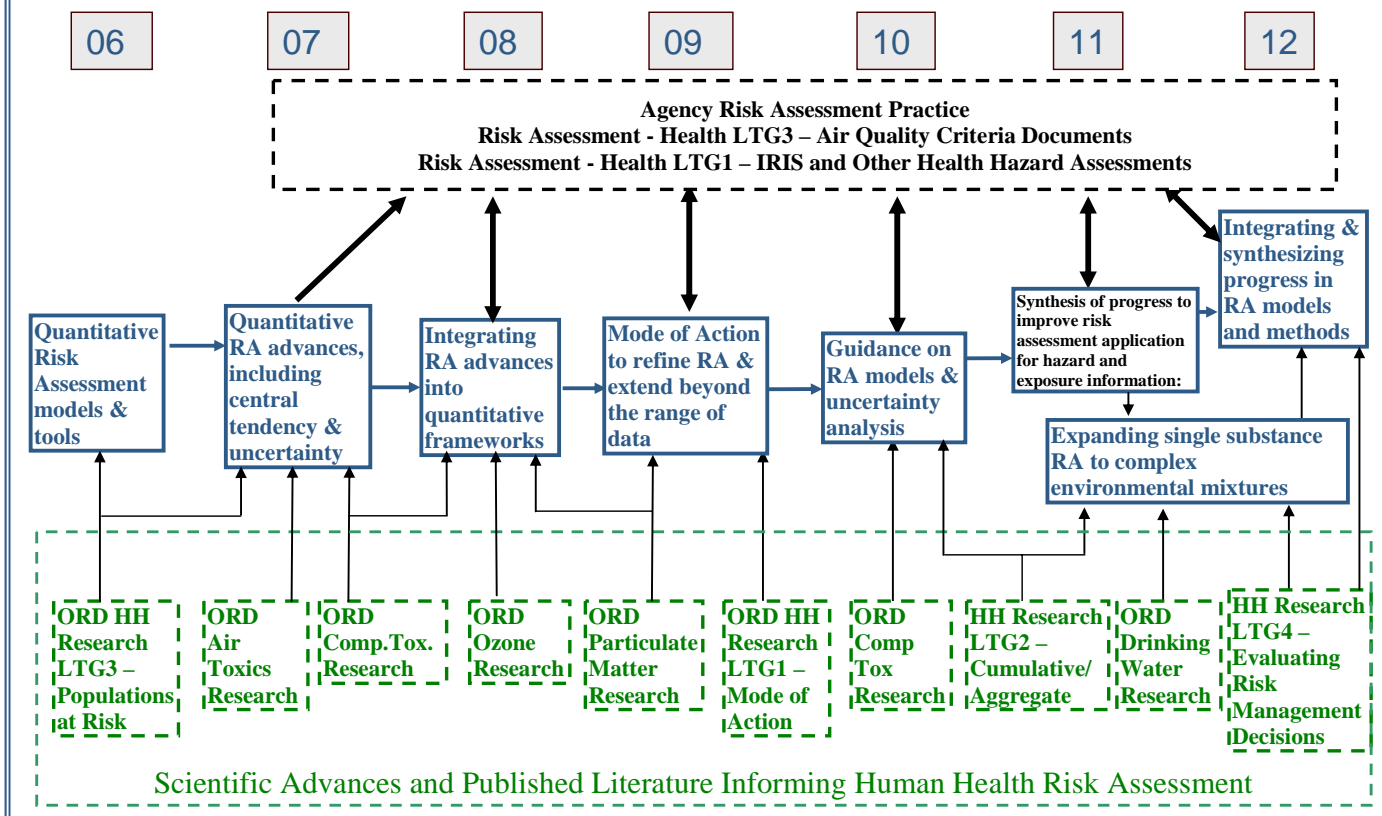 06
07
08
09
10
11
12
Agency Risk Assessment Practice
Risk Assessment - Health LTG3 – Air Quality Criteria Documents
Risk Assessment - Health LTG1 – IRIS and Other Health Hazard Assessments
Quantitative
Risk
Assessment
models &
tools
Quantitative
RA advances,
including
central
tendency &
uncertainty
Integrating
RA advances
into
quantitative
frameworks
Mode of Action
to refine RA &
extend beyond
the range of
data
Guidance on
RA models &
uncertainty
analysis
Synthesis of progress to
improve risk
assessment application
for hazard and
exposure information:
Integrating &
synthesizing
progress in
RA models
and methods
Expanding single substance
RA to complex
environmental mixtures
ORD HH
Research
LTG3 –
Populations
at Risk
ORD
Air
Toxics
Research
ORD
Comp.Tox.
Research
ORD
Ozone
Research
ORD
Particulate
Matter
Research
ORD HH
Research
LTG1 –
Mode of
Action
ORD
Comp
Tox
Research
HH Research
LTG2 –
Cumulative/
Aggregate
ORD
Drinking
Water
Research
HH Research
LTG4 –
Evaluating
Risk
Management
Decisions
Scientific Advances and Published Literature Informing Human Health Risk Assessment